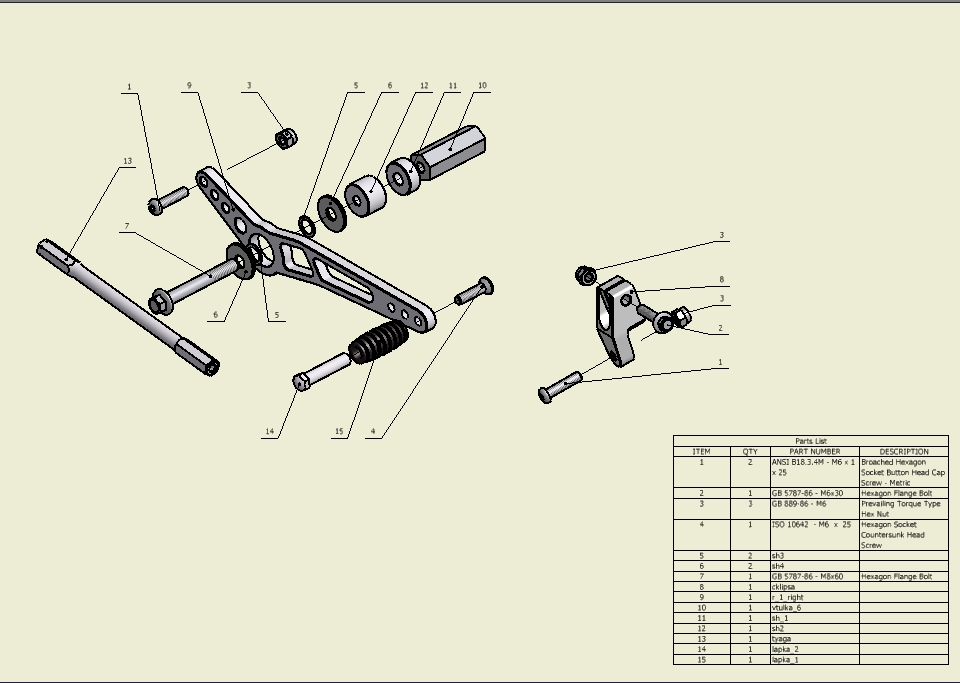 1 9 3 5 6 12 11 10
13
7
3
8
3
6 5 2
1
14 15 4
Parts List
ITEM QTY PART NUMBER DESCRIPTION
1 2 ANSI B18.3.4M - M6 x 1 Broached Hexagon
x 25 Socket Button Head Cap
Screw - Metric
2 1 GB 5787-86 - M6x30 Hexagon Flange Bolt
3 3 GB 889-86 - M6 Prevailing Torque Type
Hex Nut
4 1 ISO 10642 - M6 x 25 Hexagon Socket
Countersunk Head
Screw
5 2 sh3
6 2 sh4
7 1 GB 5787-86 - M8x60 Hexagon Flange Bolt
8 1 cklipsa
9 1 r_1_right
10 1 vtulka_6
11 1 sh_1
12 1 sh2
13 1 tyaga
14 1 lapka_2
15 1 lapka_1